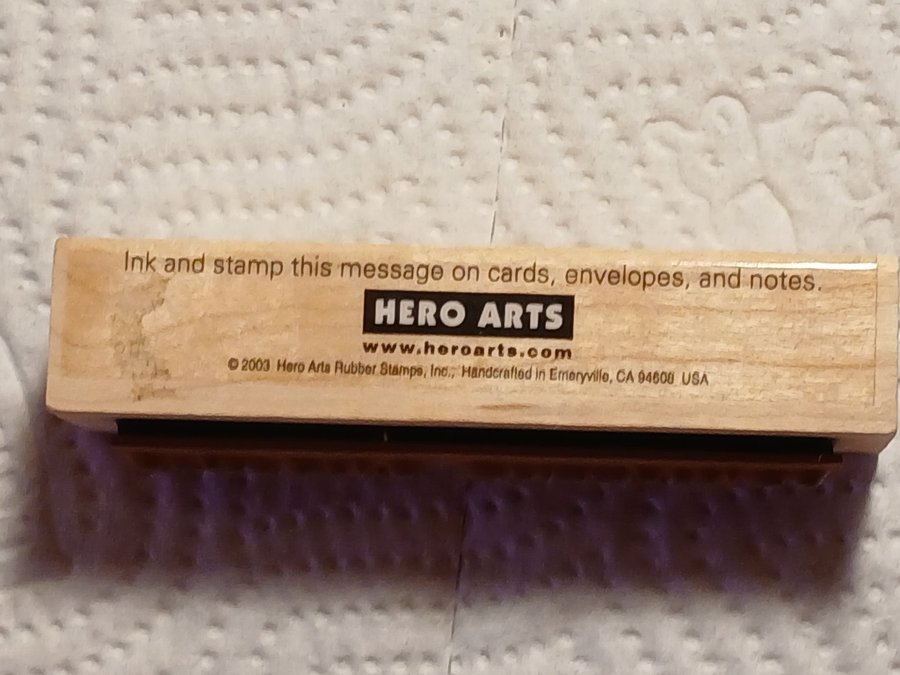 Ink and stamp this message on cards, envelopes, and notes.
HERO ARTS
www.heroarts.com
© 2003 Hero Arts Rubber Stamps, Inc., Handcrafted in Emeryville, CA 94608 USA